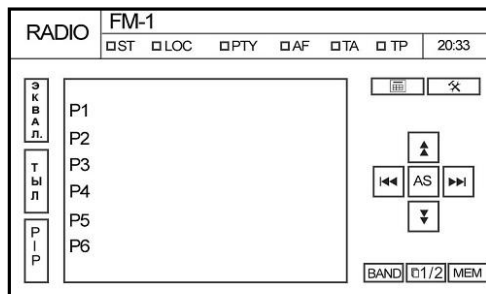 RADIO
FM-1
ST LOC PTY AF TA TP 20:33
ЭКВАЛ.
ТЫЛ
PIP
P1
P2
P3
P4
P5
P6
AS
BAND 1/2 MEM